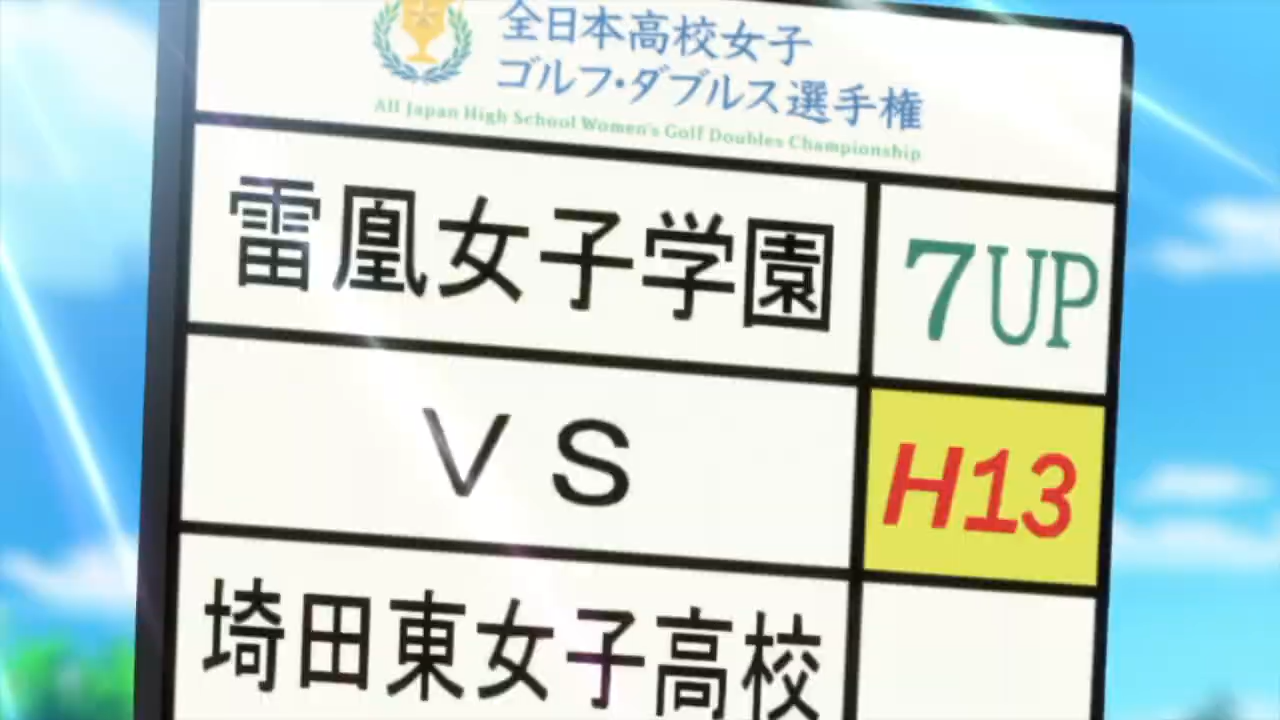 全日本高校女子
ゴルフ・ダブルス選手権
All Japan High School Women's Golf Doubles Championship
雷凰女子学園
7UP
VS
H13
埼田東女子高校